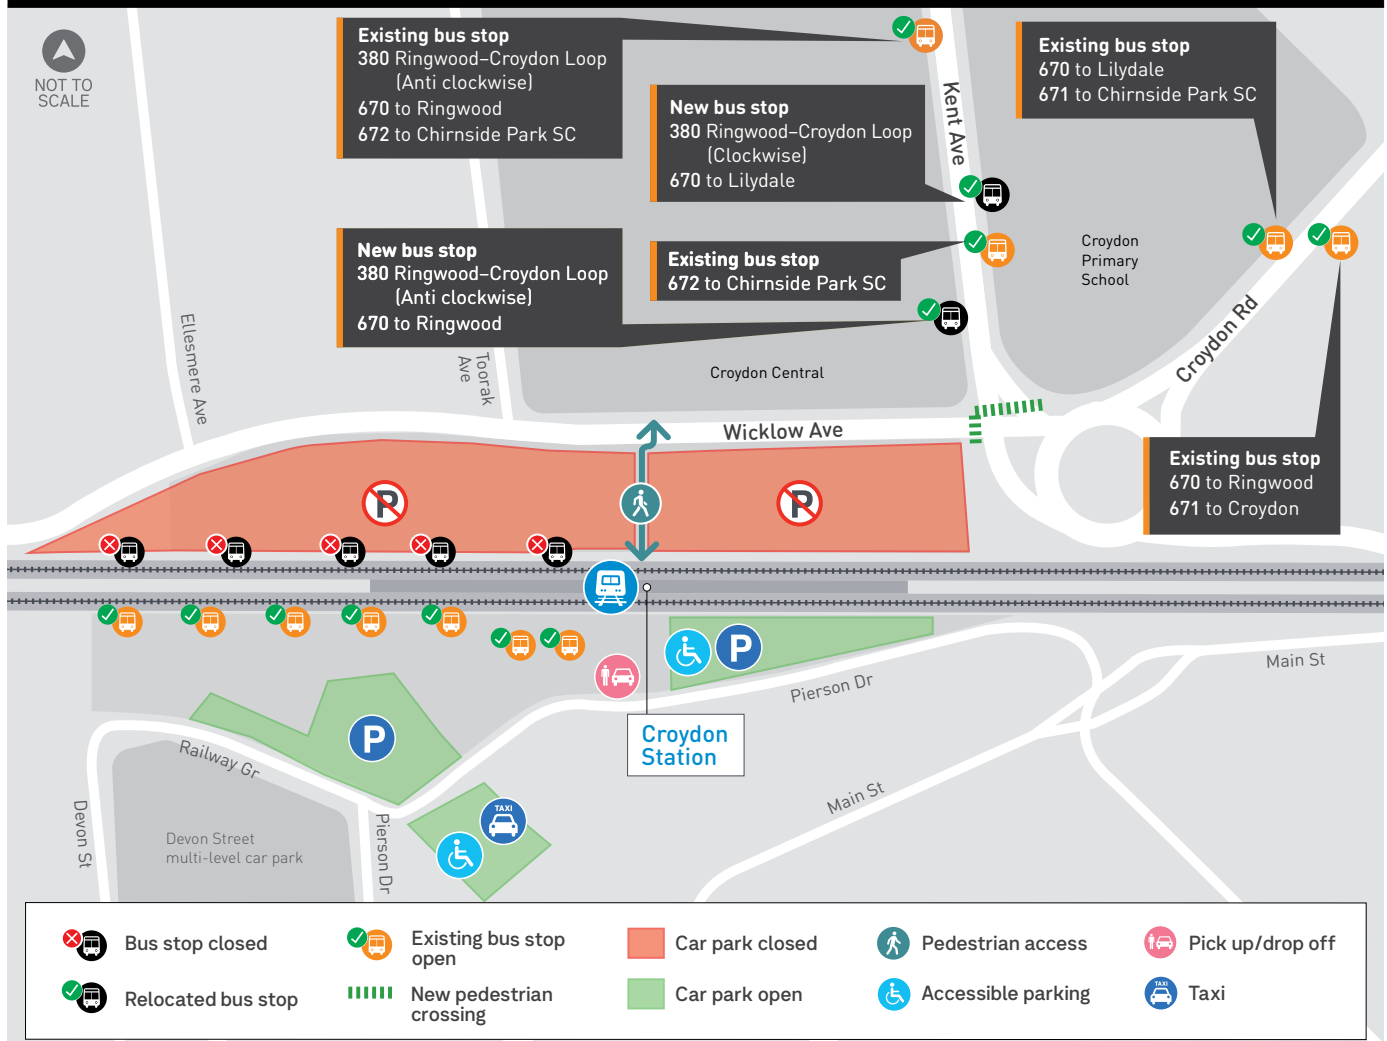 NOT TO
SCALE
Existing bus stop
380 Ringwood–Croydon Loop
(Anti clockwise)
670 to Ringwood
672 to Chirnside Park SC
New bus stop
380 Ringwood–Croydon Loop
(Clockwise)
670 to Lilydale
Existing bus stop
670 to Lilydale
671 to Chirnside Park SC
Kent Ave
New bus stop
380 Ringwood–Croydon Loop
(Anti clockwise)
670 to Ringwood
Existing bus stop
672 to Chirnside Park SC
Croydon
Primary
School
Croydon Rd
Ellesmere Ave
Toorak
Ave
Croydon Central
Wicklow Ave
Existing bus stop
670 to Ringwood
671 to Croydon
P
P
P
Pierson Dr
Main St
Croydon
Station
P
Railway Gr
Main St
TAXI
Devon St
Devon Street
multi-level car park
Pierson Dr
Bus stop closed
Relocated bus stop
Existing bus stop
open
New pedestrian
crossing
Car park closed
Car park open
Pedestrian access
Accessible parking
Pick up/drop off
TAXI
Taxi